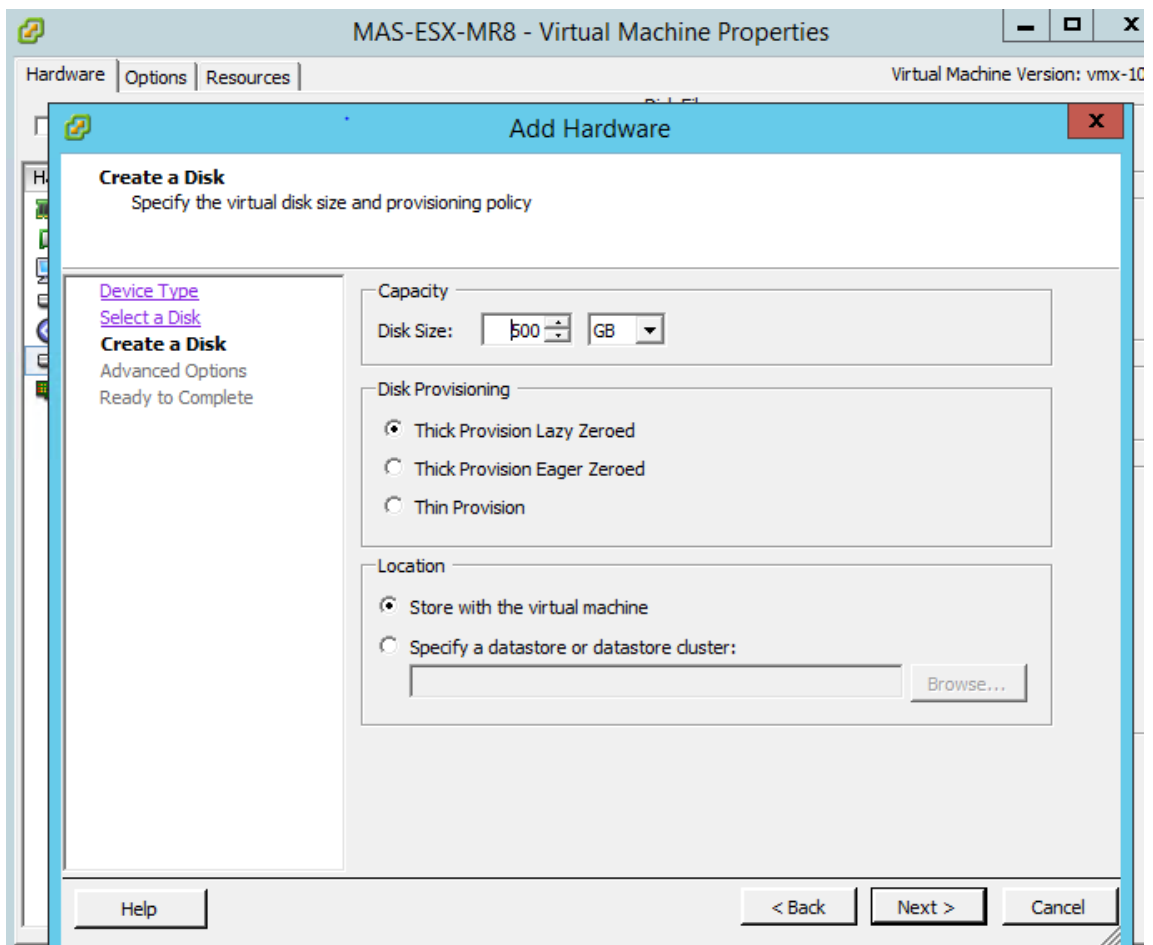 MAS-ESX-MR8 - Virtual Machine Properties
Hardware Options Resources
Virtual Machine Version: vmx-10
Add Hardware
Create a Disk
Specify the virtual disk size and provisioning policy
Device Type
Select a Disk
Create a Disk
Advanced Options
Ready to Complete
Capacity
Disk Size: 500 GB
Disk Provisioning
Thick Provision Lazy Zeroed
Thick Provision Eager Zeroed
Thin Provision
Location
Store with the virtual machine
Specify a datastore or datastore cluster:
Browse...
Help
< Back
Next >
Cancel